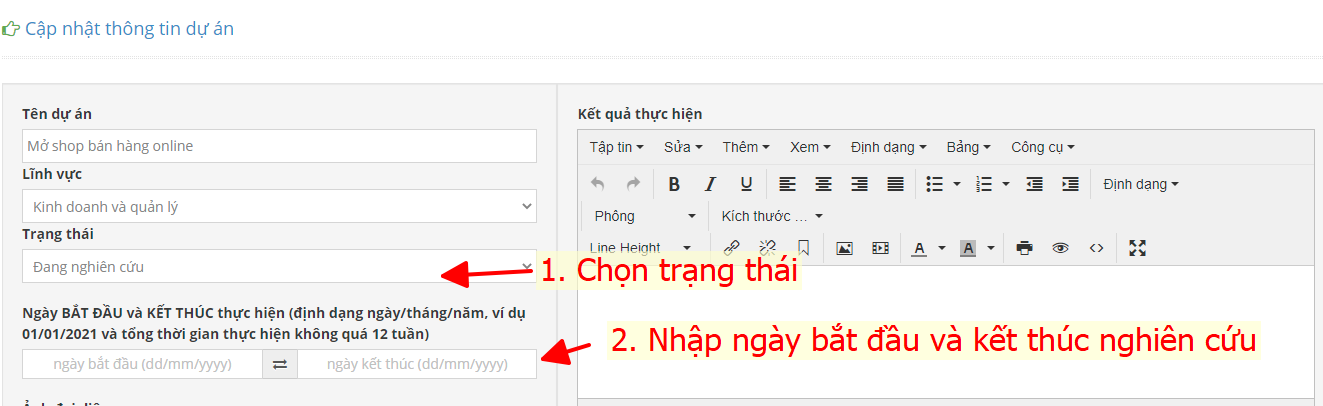 Cập nhật thông tin dự án
Tên dự án
Mở shop bán hàng online
Lĩnh vực
Kinh doanh và quản lý
Trạng thái
Đang nghiên cứu
Ngày BẮT ĐẦU và KẾT THÚC thực hiện (định dạng ngày/tháng/năm, ví dụ
01/01/2021 và tổng thời gian thực hiện không quá 12 tuần)
ngày bắt đầu (dd/mm/yyyy) ngày kết thúc (dd/mm/yyyy)
Kết quả thực hiện
Tập tin Sửa Thêm Xem Định dạng Bảng Công cụ
B I U Định dạng
Phông Kích thước ...
Line Height A A
1. Chọn trạng thái
2. Nhập ngày bắt đầu và kết thúc nghiên cứu